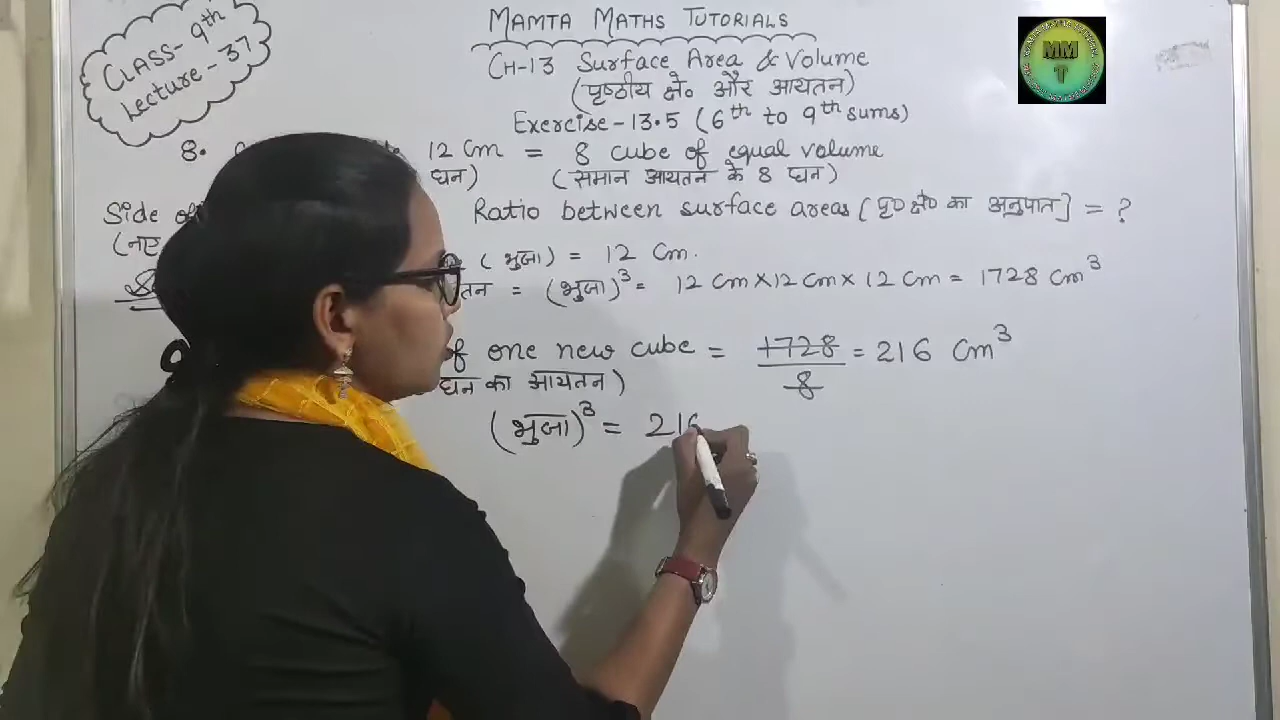 MAMTA MATHS TUTORIALS
CLASS- 9th
Lecture - 37
MM
T
CH-13 Surface Area & Volume
(पृष्ठीय क्षे० और आयतन)
Exercise-13.5 (6th to 9th sums)
8. 12 Cm = 8 cube of equal volume
घन) (समान आयतन के 8 घन)
Side of Ratio between surface areas [पृ० क्षे० का अनुपात] = ?
(नए
(भुजा) = 12 Cm.
= (भुजा)3 = 12 Cm×12 Cm×12 Cm = 1728 Cm3
one new cube = 1728/8 = 216 Cm3
घन का आयतन)
(भुजा)3 = 216